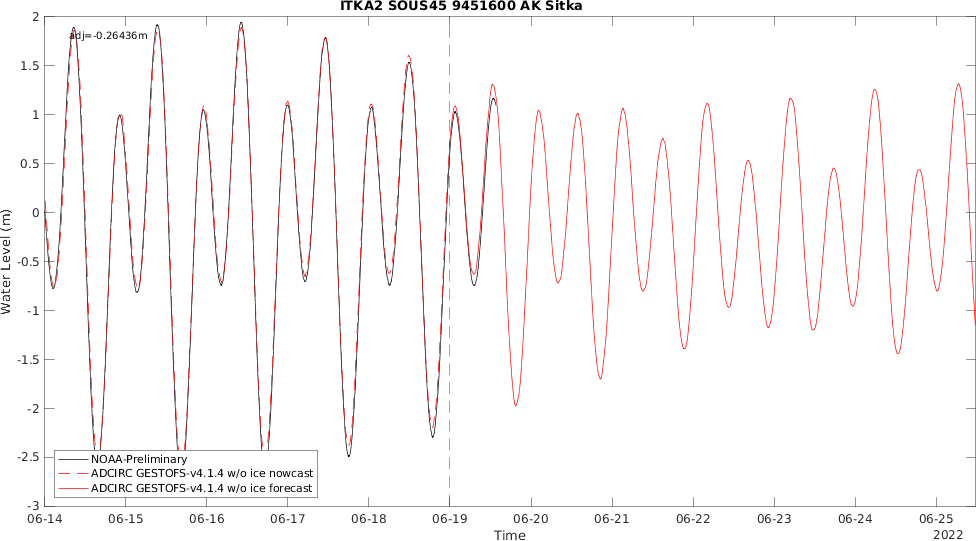 ITKA2 SOUS45 9451600 AK Sitka
adj=-0.26436m
2
1.5
1
0.5
0
-0.5
-1
-1.5
-2
-2.5
-3
Water Level (m)
NOAA-Preliminary
ADCIRC GESTOFS-v4.1.4 w/o ice nowcast
ADCIRC GESTOFS-v4.1.4 w/o ice forecast
06-14 06-15 06-16 06-17 06-18 06-19 06-20 06-21 06-22 06-23 06-24 06-25
Time
2022